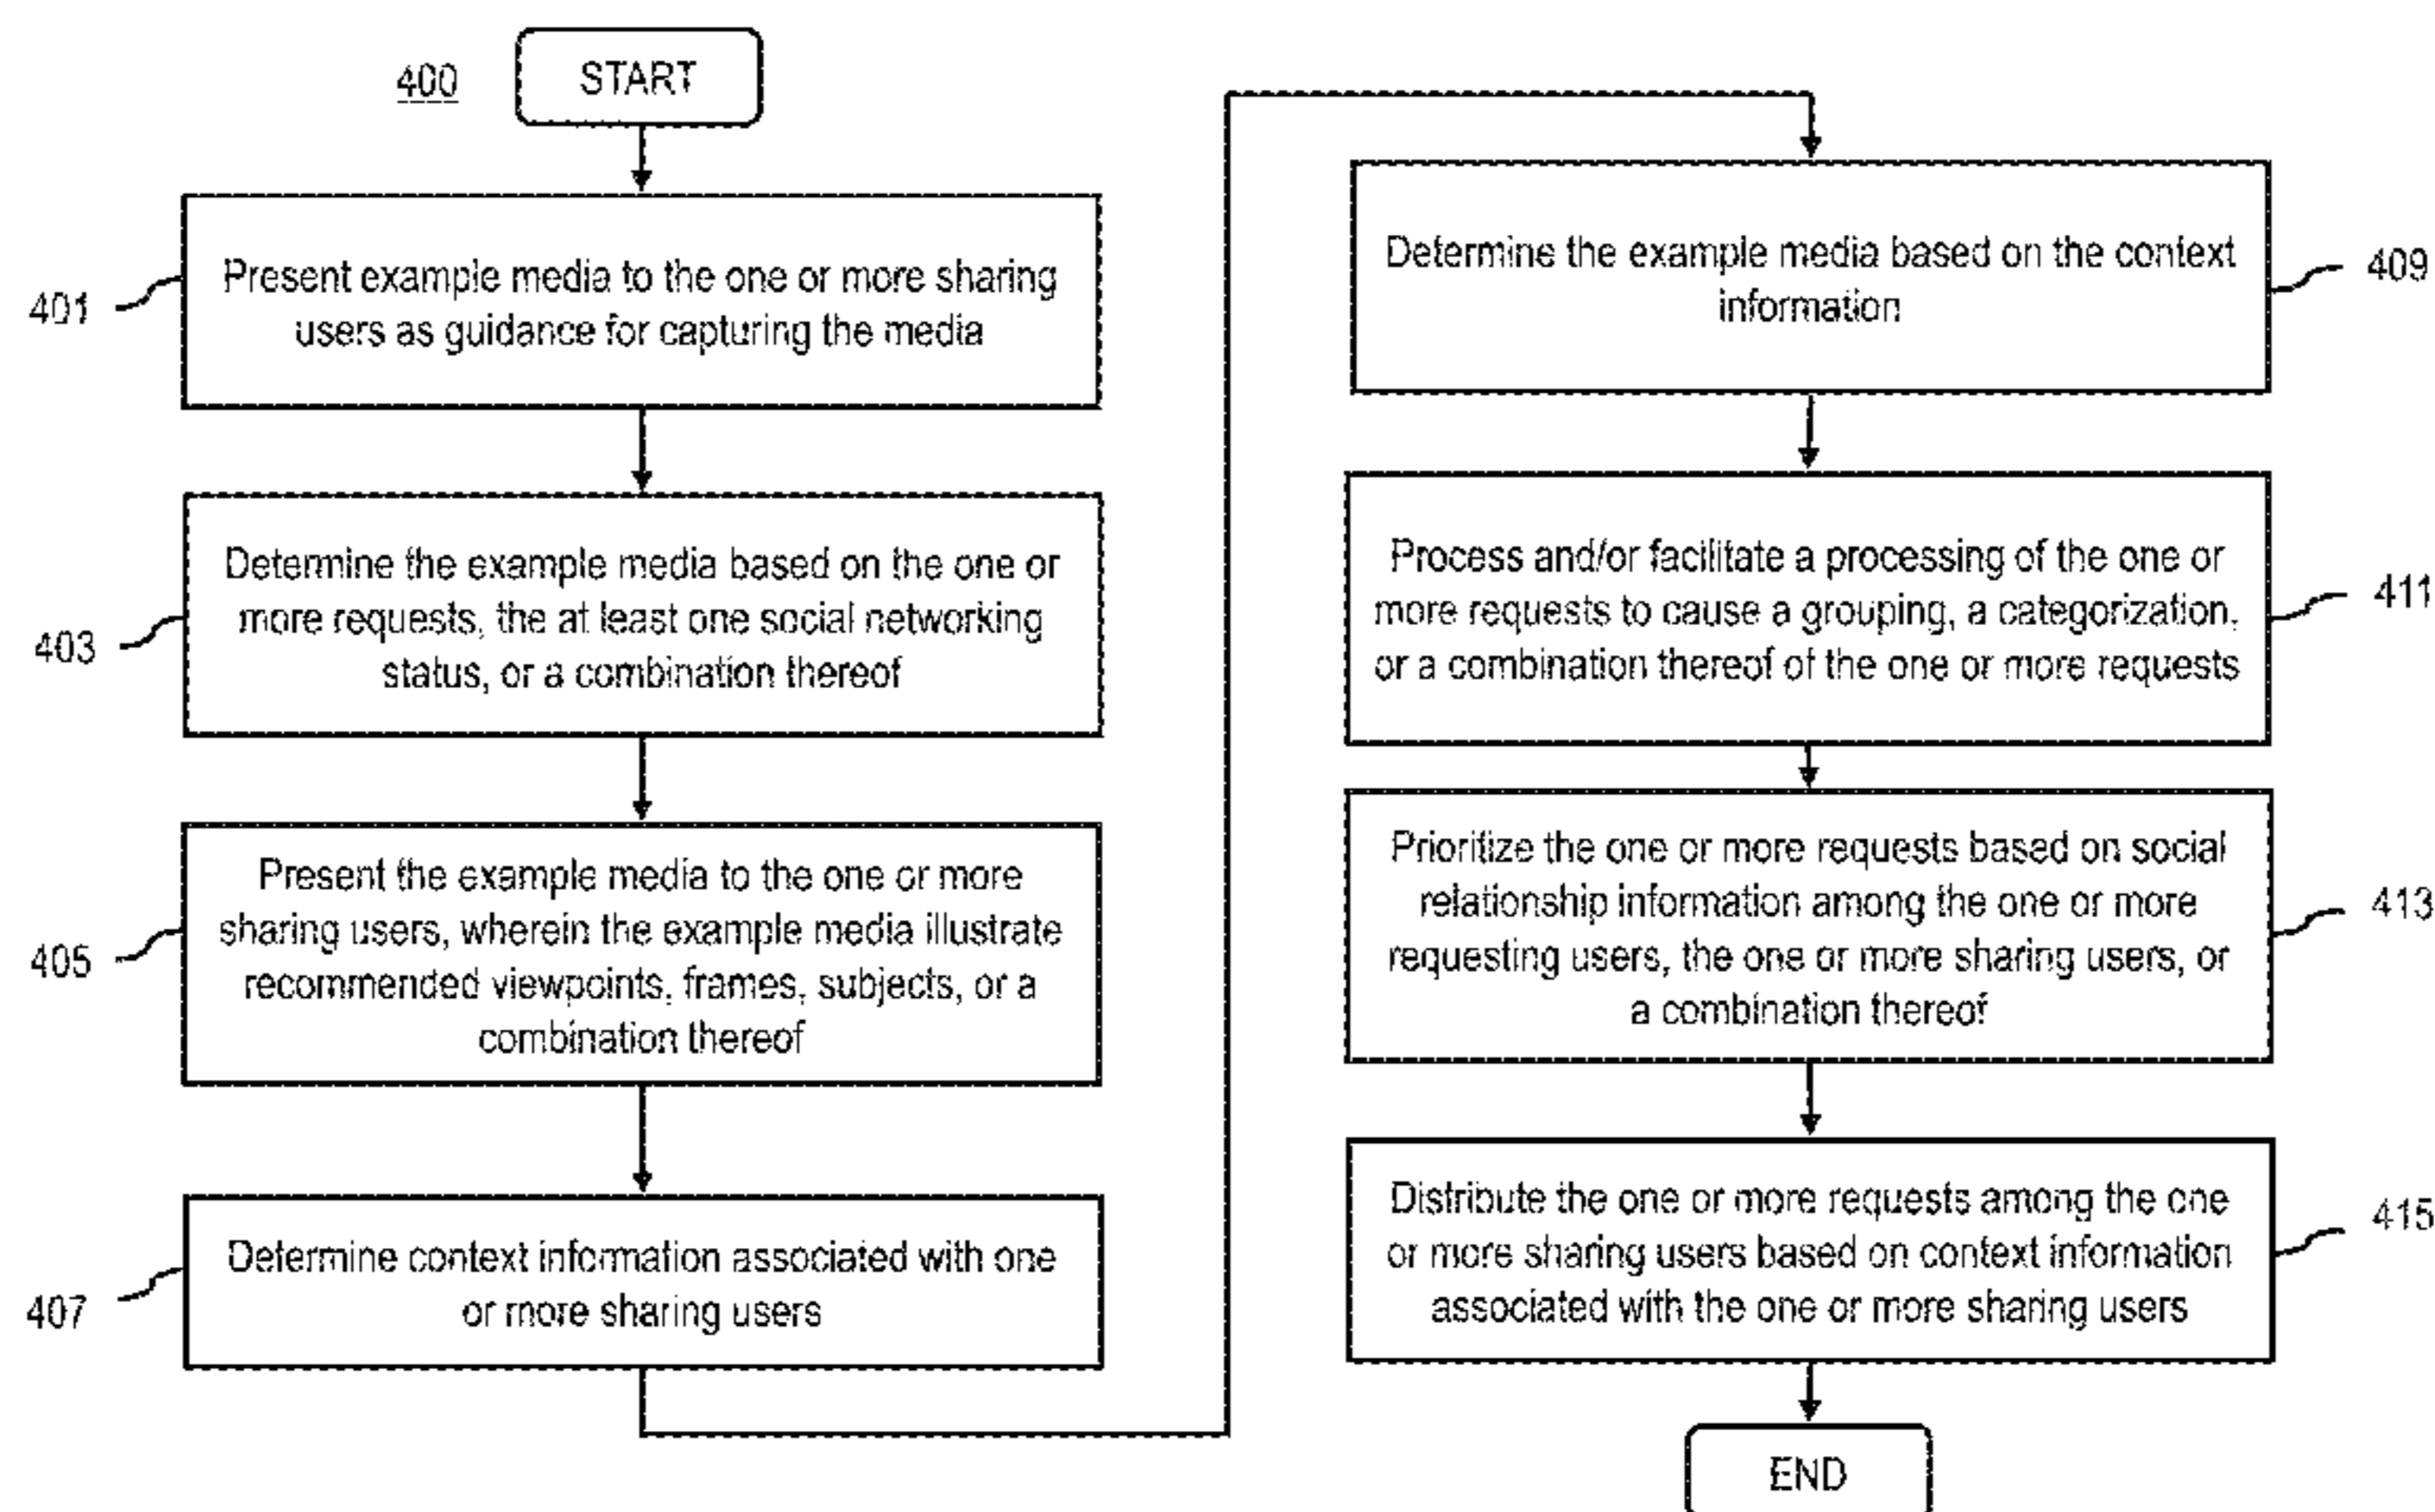 400
START
401
Present example media to the one or more sharing
users as guidance for capturing the media
403
Determine the example media based on the one or
more requests, the at least one social networking
status, or a combination thereof
405
Present the example media to the one or more
sharing users, wherein the example media illustrate
recommended viewpoints, frames, subjects, or a
combination thereof
407
Determine context information associated with one
or more sharing users
Determine the example media based on the context
information
409
Process and/or facilitate a processing of the one or
more requests to cause a grouping, a categorization,
or a combination thereof of the one or more requests
411
Prioritize the one or more requests based on social
relationship information among the one or more
requesting users, the one or more sharing users, or
a combination thereof
413
Distribute the one or more requests among the one
or more sharing users based on context information
associated with the one or more sharing users
415
END